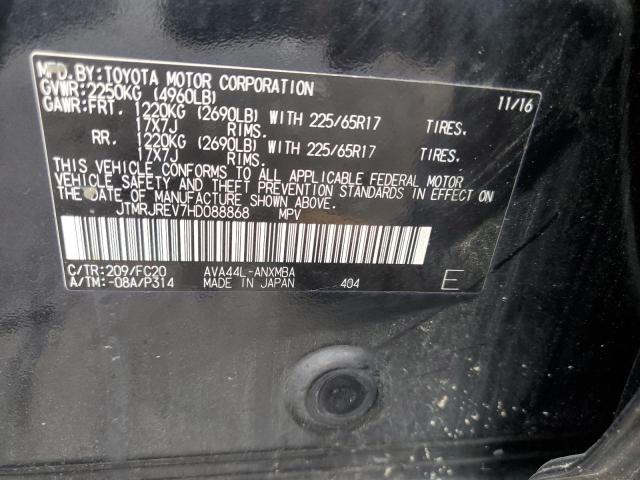 MFD. BY: TOYOTA MOTOR CORPORATION 11/16
GVWR: 2250KG (4960LB)
GAWR: FRT. 1220KG (2690LB) WITH 225/65R17 TIRES.
17X7J RIMS.
RR. 1220KG (2690LB) WITH 225/65R17 TIRES.
17X7J RIMS.
THIS VEHICLE CONFORMS TO ALL APPLICABLE FEDERAL MOTOR
VEHICLE SAFETY AND THEFT PREVENTION STANDARDS IN EFFECT ON
THE DATE OF MANUFACTURE SHOWN ABOVE.
JTMRJREV7HD088868 MPV
C/TR: 209/FC20 AVA44L-ANXMBA
A/TM: -08A/P314 MADE IN JAPAN 404 E